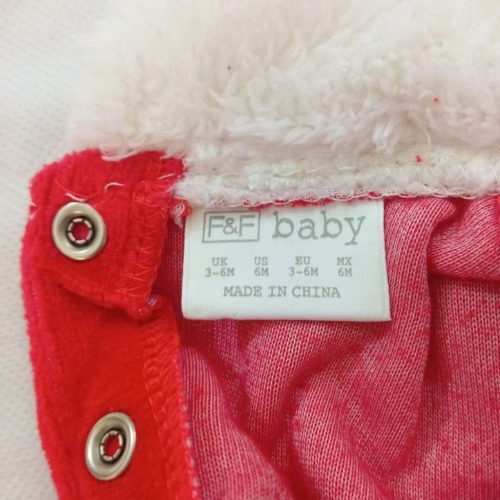 F&F baby
UK US EU MX
3-6M 6M 3-6M 6M
MADE IN CHINA